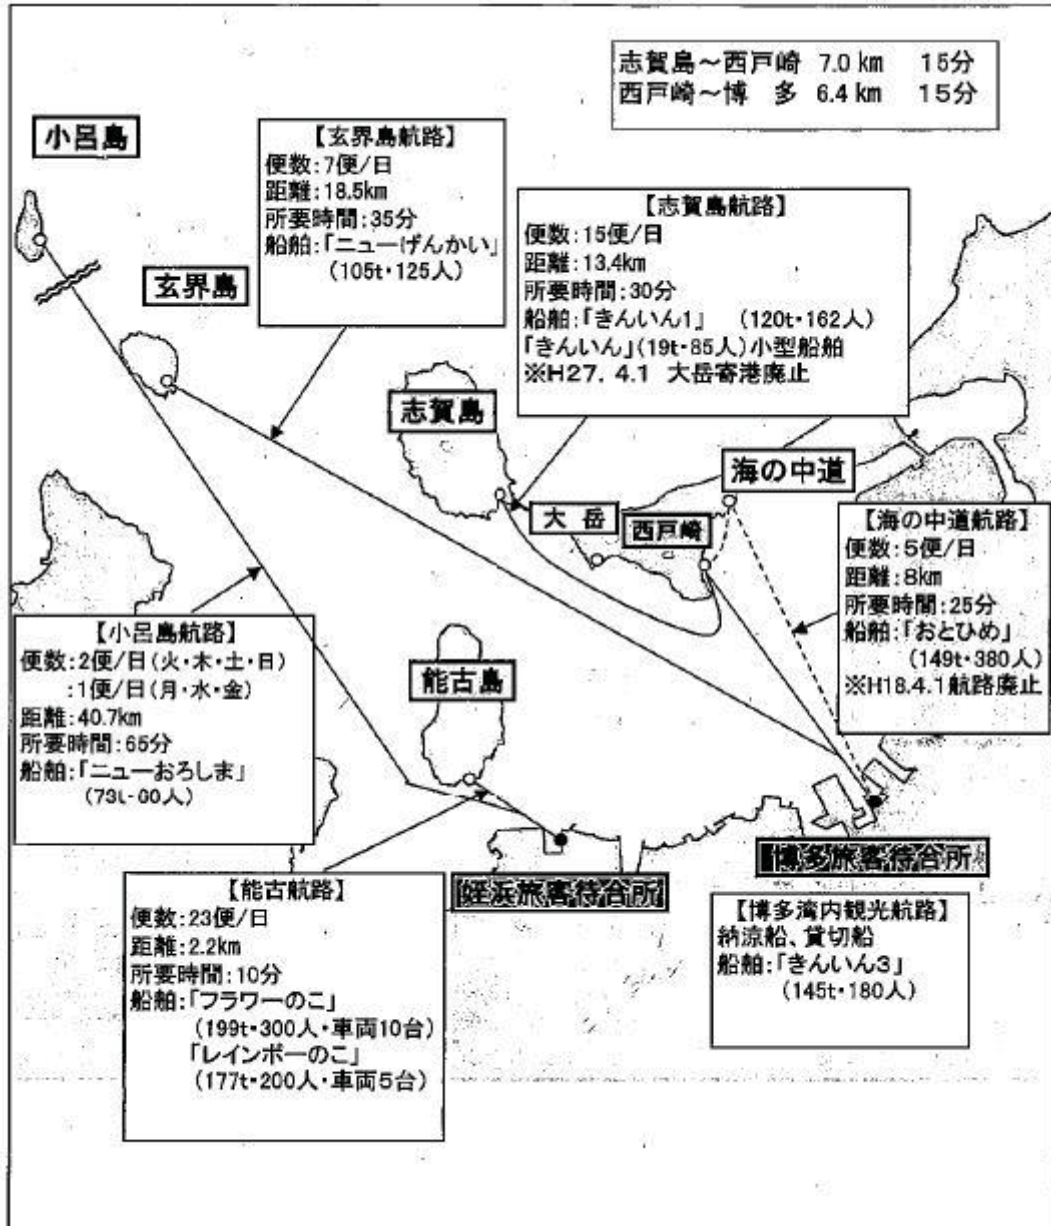 志賀島～西戸崎 7.0km 15分
西戸崎～博 多 6.4km 15分
小呂島
【玄界島航路】
便数:7便/日
距離:18.5km
所要時間:35分
船舶:「ニューげんかい」
(105t・125人)
玄界島
【志賀島航路】
便数:15便/日
距離:13.4km
所要時間:30分
船舶:「きんいん1」 (120t・162人)
「きんいん」(19t・85人)小型船舶
※H27. 4.1 大岳寄港廃止
志賀島
海の中道
大 岳
西戸崎
【海の中道航路】
便数:5便/日
距離:8km
所要時間:25分
船舶:「おとひめ」
(149t・380人)
※H18.4.1航路廃止
【小呂島航路】
便数:2便/日(火・木・土・日)
:1便/日(月・水・金)
距離:40.7km
所要時間:65分
船舶:「ニューおろしま」
(73t・60人)
能古島
博多旅客待合所
姪浜旅客待合所
【能古航路】
便数:23便/日
距離:2.2km
所要時間:10分
船舶:「フラワーのこ」
(199t・300人・車両10台)
「レインボーのこ」
(177t・200人・車両5台)
【博多湾内観光航路】
納涼船、貸切船
船舶:「きんいん3」
(145t・180人)